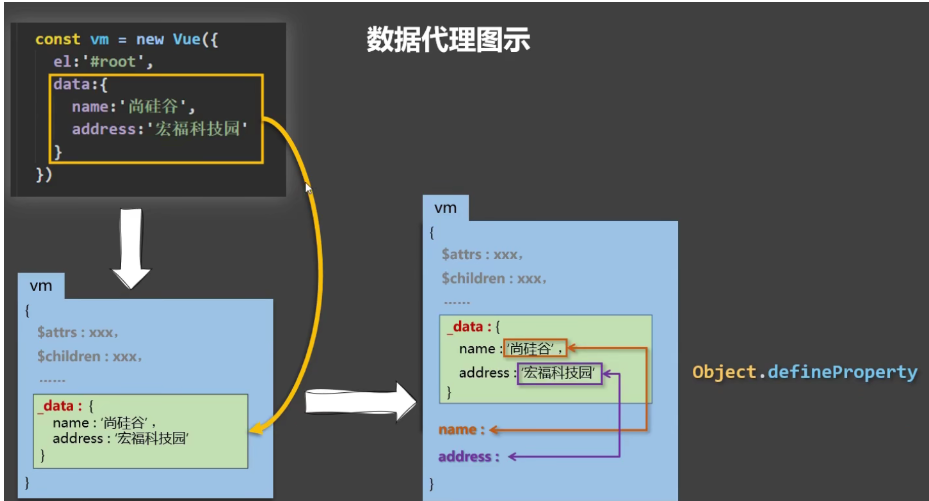 数据代理图示
const vm = new Vue({
el:'#root',
data:{
name:'尚硅谷',
address:'宏福科技园'
}
})
vm
{
$attrs : xxx,
$children : xxx,
......
_data : {
name : '尚硅谷' ,
address : '宏福科技园'
}
}
vm
{
$attrs : xxx,
$children : xxx,
......
_data : {
name : '尚硅谷' ,
address : '宏福科技园'
}
name :
address :
}
Object.defineProperty